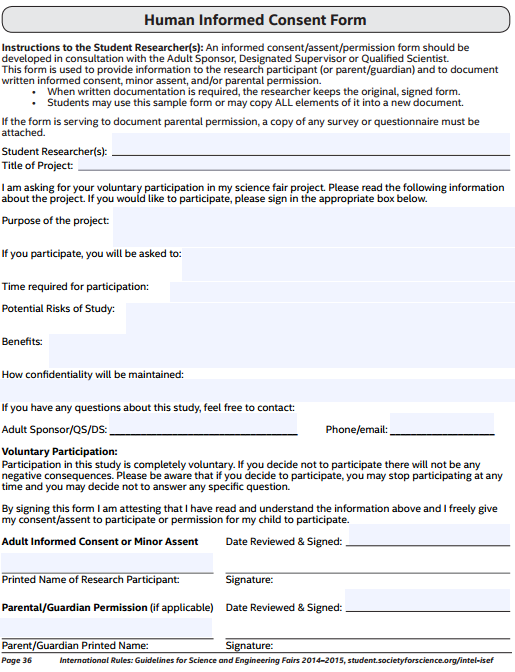 Human Informed Consent Form
Instructions to the Student Researcher(s): An informed consent/assent/permission form should be
developed in consultation with the Adult Sponsor, Designated Supervisor or Qualified Scientist.
This form is used to provide information to the research participant (or parent/guardian) and to document
written informed consent, minor assent, and/or parental permission.
• When written documentation is required, the researcher keeps the original, signed form.
• Students may use this sample form or may copy ALL elements of it into a new document.
If the form is serving to document parental permission, a copy of any survey or questionnaire must be
attached.
Student Researcher(s):
Title of Project:
I am asking for your voluntary participation in my science fair project. Please read the following information
about the project. If you would like to participate, please sign in the appropriate box below.
Purpose of the project:
If you participate, you will be asked to:
Time required for participation:
Potential Risks of Study:
Benefits:
How confidentiality will be maintained:
If you have any questions about this study, feel free to contact:
Adult Sponsor/QS/DS: Phone/email:
Voluntary Participation:
Participation in this study is completely voluntary. If you decide not to participate there will not be any
negative consequences. Please be aware that if you decide to participate, you may stop participating at any
time and you may decide not to answer any specific question.
By signing this form I am attesting that I have read and understand the information above and I freely give
my consent/assent to participate or permission for my child to participate.
Adult Informed Consent or Minor Assent Date Reviewed & Signed:
Printed Name of Research Participant: Signature:
Parental/Guardian Permission (if applicable) Date Reviewed & Signed:
Parent/Guardian Printed Name: Signature:
Page 36 International Rules: Guidelines for Science and Engineering Fairs 2014–2015, student.societyforscience.org/intel-isef